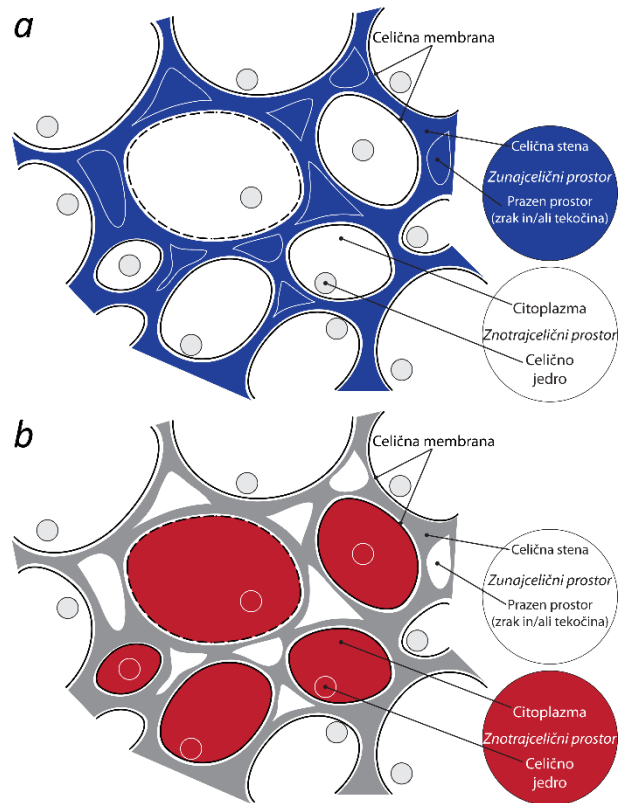 a
Celična membrana
Celična stena
Zunajcelični prostor
Prazen prostor
(zrak in/ali tekočina)
Citoplazma
Znotrajcelični prostor
Celično
jedro
b
Celična membrana
Celična stena
Zunajcelični prostor
Prazen prostor
(zrak in/ali tekočina)
Citoplazma
Znotrajcelični prostor
Celično
jedro